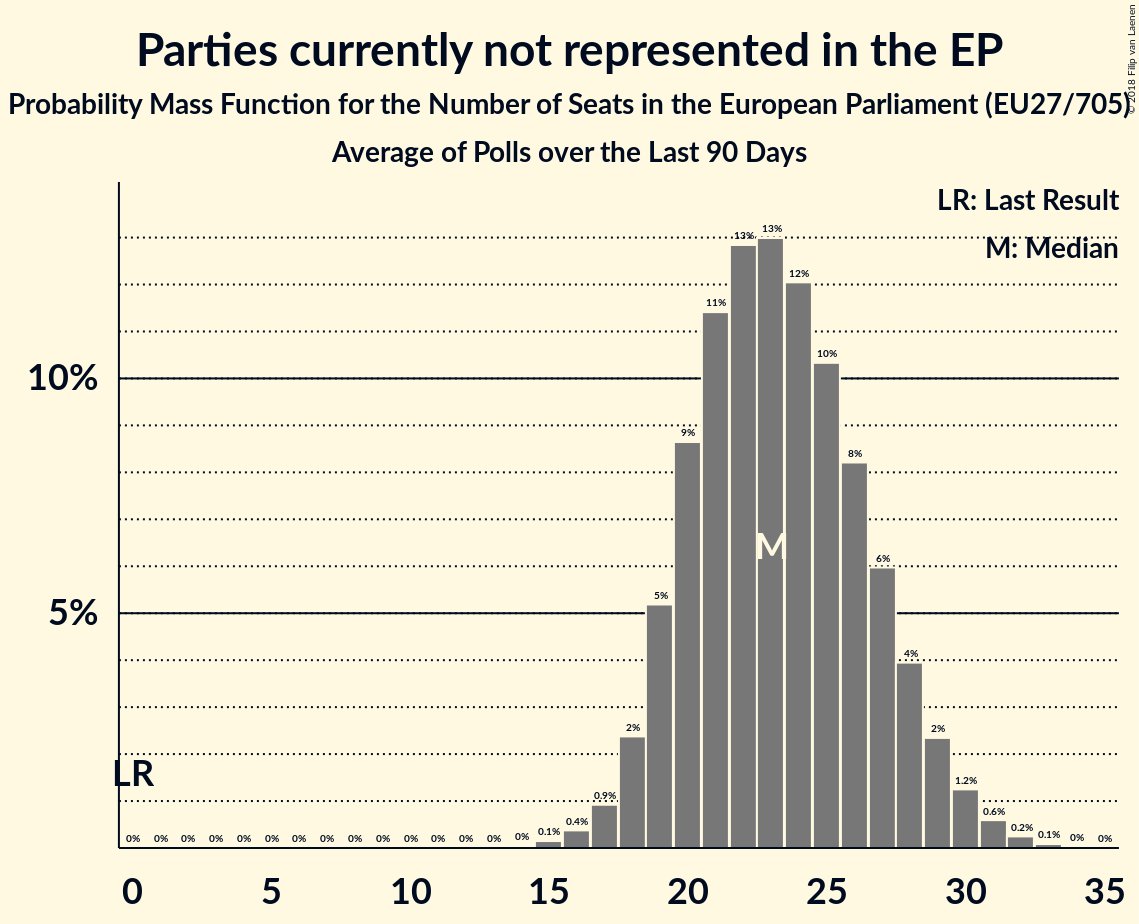 Parties currently not represented in the EP
Probability Mass Function for the Number of Seats in the European Parliament (EU27/705)
Average of Polls over the Last 90 Days
© 2018 Filip van Laenen
LR: Last Result
M: Median
10%
5%
LR
M
0% 0% 0% 0% 0% 0% 0% 0% 0% 0% 0% 0% 0% 0% 0% 0.1% 0.4% 0.9% 2% 5% 9% 11% 13% 13% 12% 10% 8% 6% 4% 2% 1.2% 0.6% 0.2% 0.1% 0% 0%
0 5 10 15 20 25 30 35